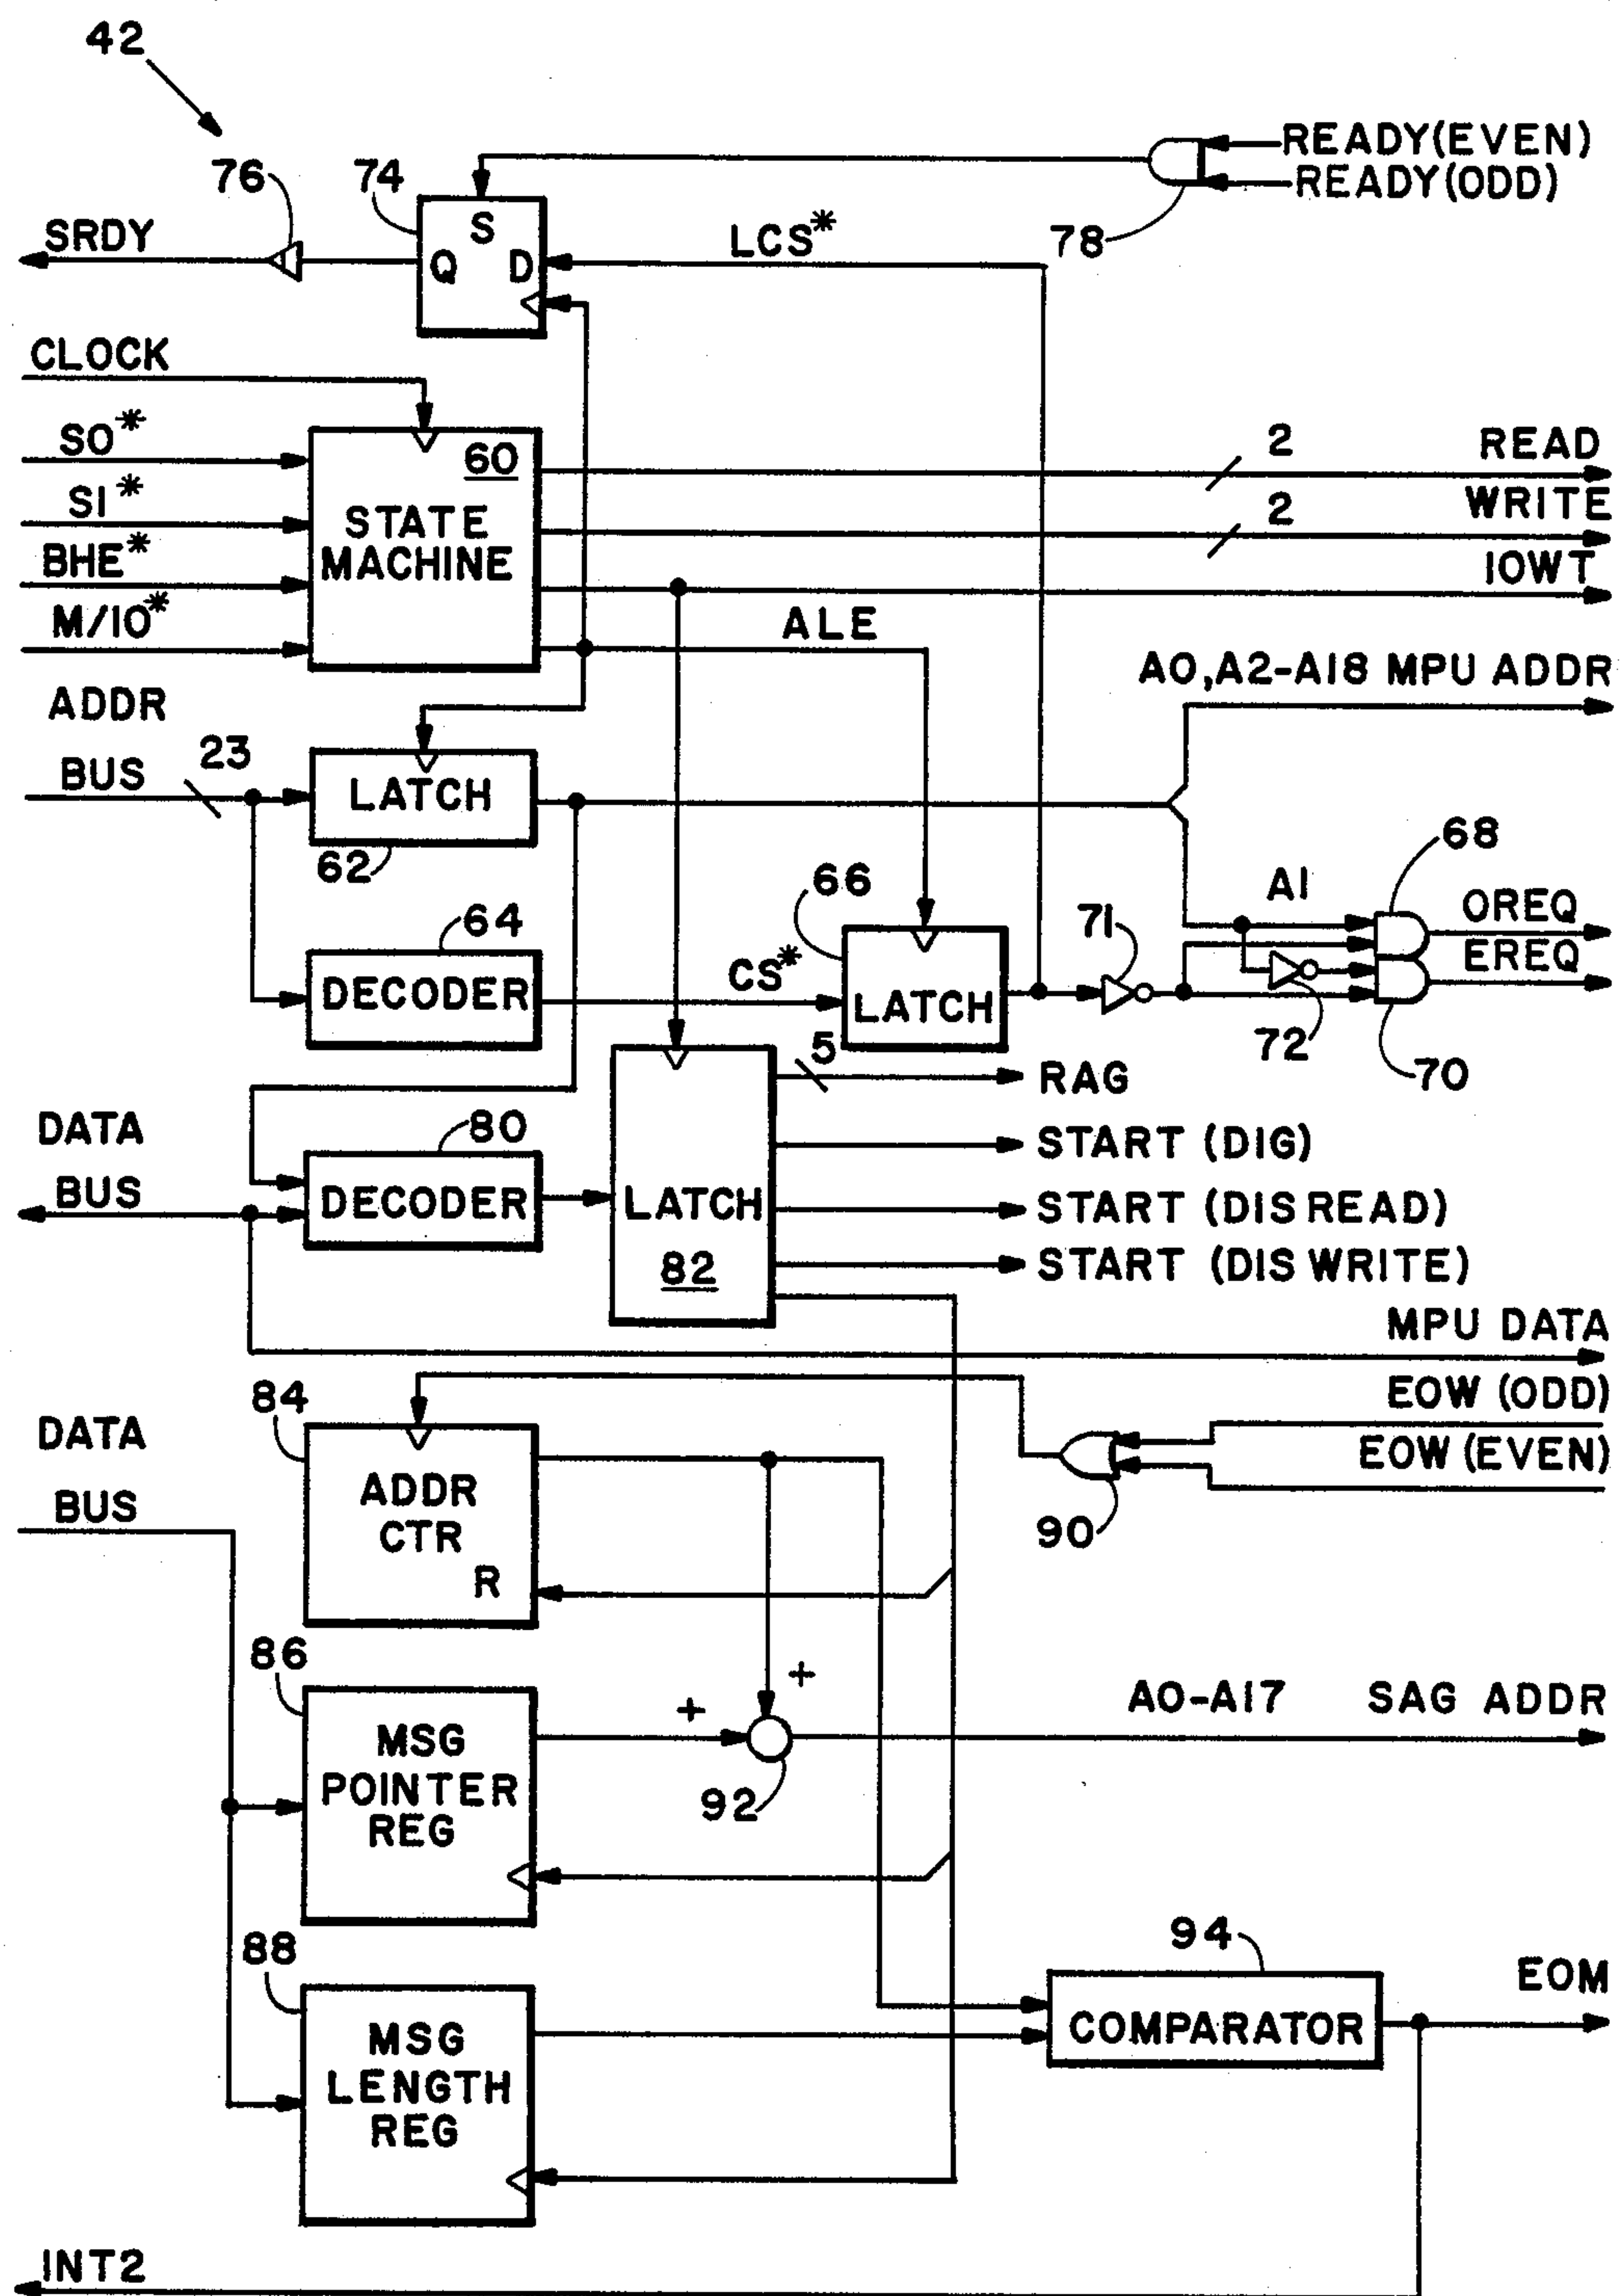 42
READY(EVEN)
READY(ODD)
78
76
74
SRDY
S
Q
D
LCS*
CLOCK
S0*
S1*
BHE*
M/IO*
60
STATE
MACHINE
2
READ
2
WRITE
IOWT
ALE
A0,A2-A18 MPU ADDR
ADDR
BUS
23
LATCH
62
68
A1
66
71
OREQ
EREQ
64
DECODER
CS*
LATCH
72
70
5
RAG
DATA
BUS
80
DECODER
LATCH
82
START (DIG)
START (DIS READ)
START (DIS WRITE)
MPU DATA
EOW (ODD)
EOW (EVEN)
84
DATA
BUS
ADDR
CTR
R
90
86
MSG
POINTER
REG
+
+
92
A0-A17 SAG ADDR
88
MSG
LENGTH
REG
94
COMPARATOR
EOM
INT2